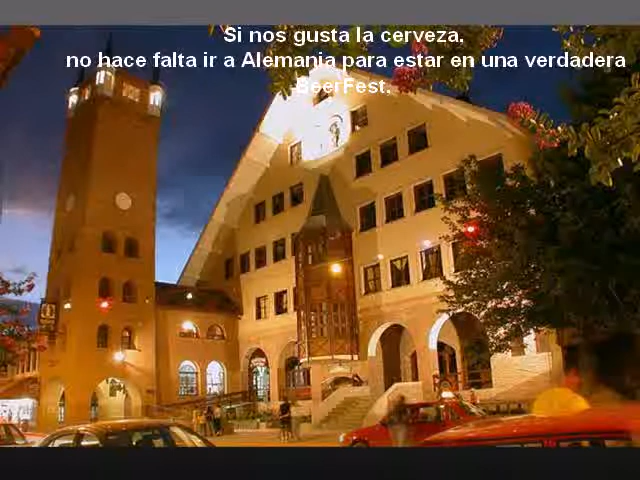 Si nos gusta la cerveza,
no hace falta ir a Alemania para estar en una verdadera
BeerFest,